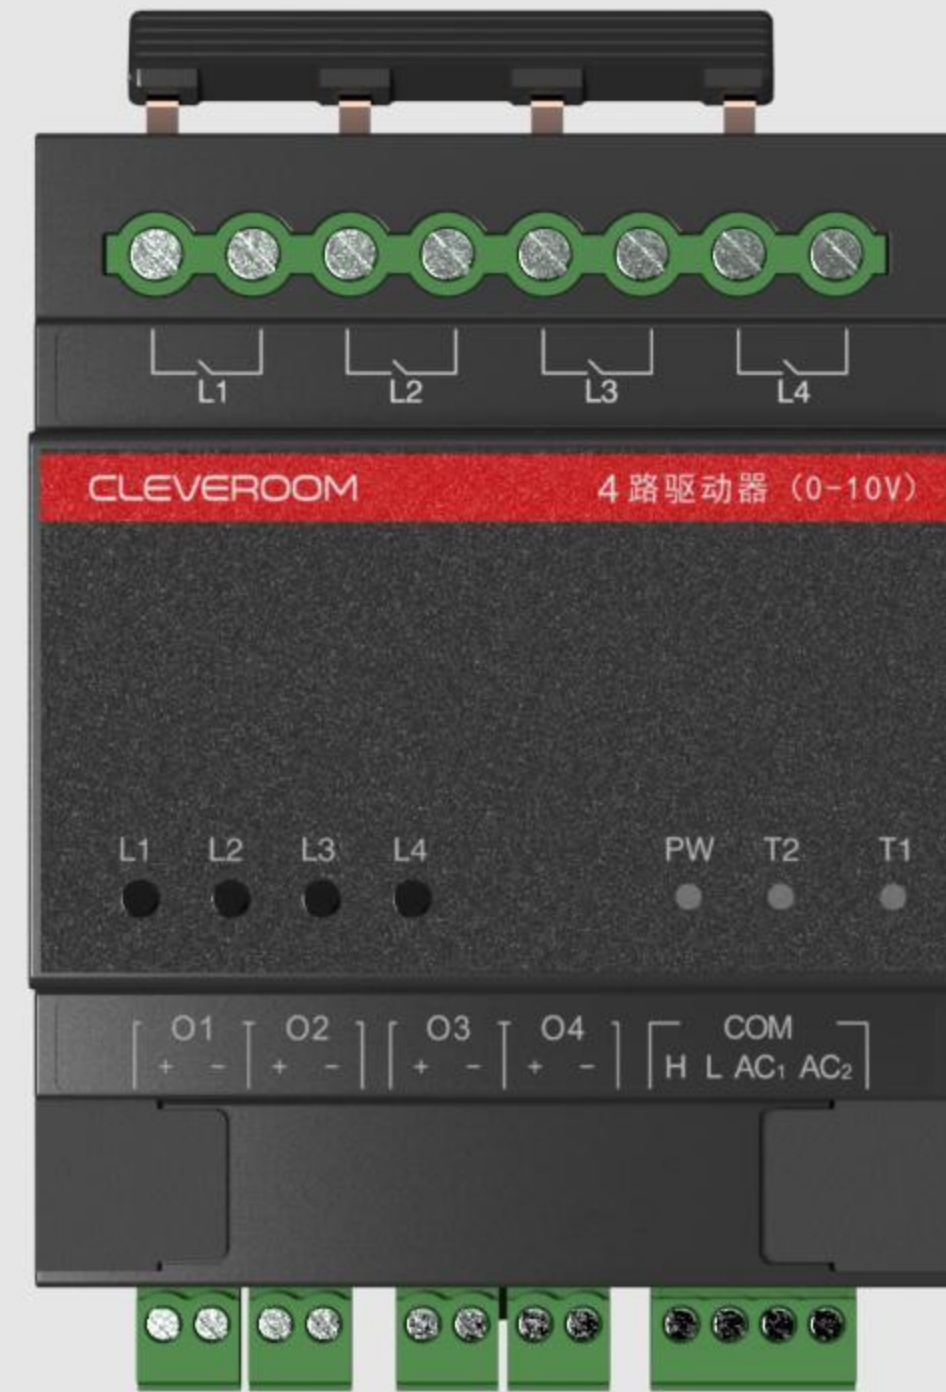 L1 L2 L3 L4
CLEVEROOM 4路驱动器（0-10V）
L1 L2 L3 L4 PW T2 T1
O1 O2 O3 O4 COM
+ - + - + - + - H L AC₁ AC₂